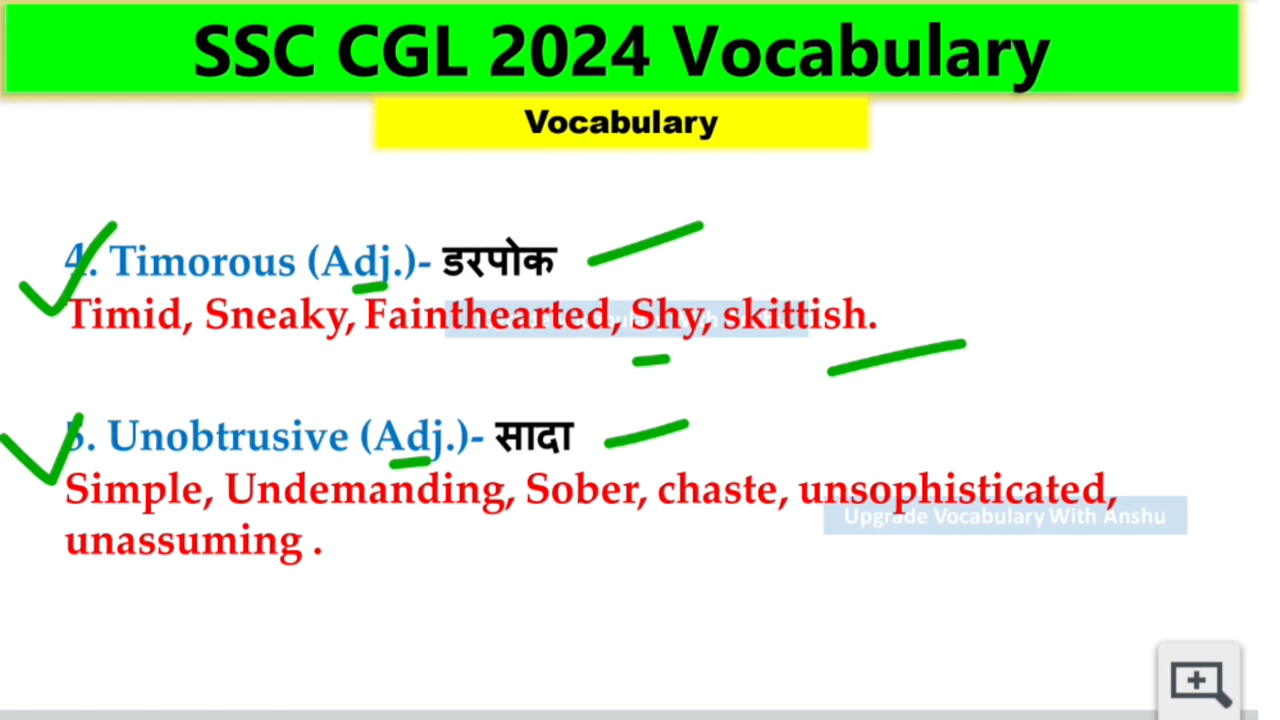 SSC CGL 2024 Vocabulary
Vocabulary
4. Timorous (Adj.)- डरपोक
Timid, Sneaky, Fainthearted, Shy, skittish.
5. Unobtrusive (Adj.)- सादा
Simple, Undemanding, Sober, chaste, unsophisticated,
Upgrade Vocabulary With Anshu
unassuming .